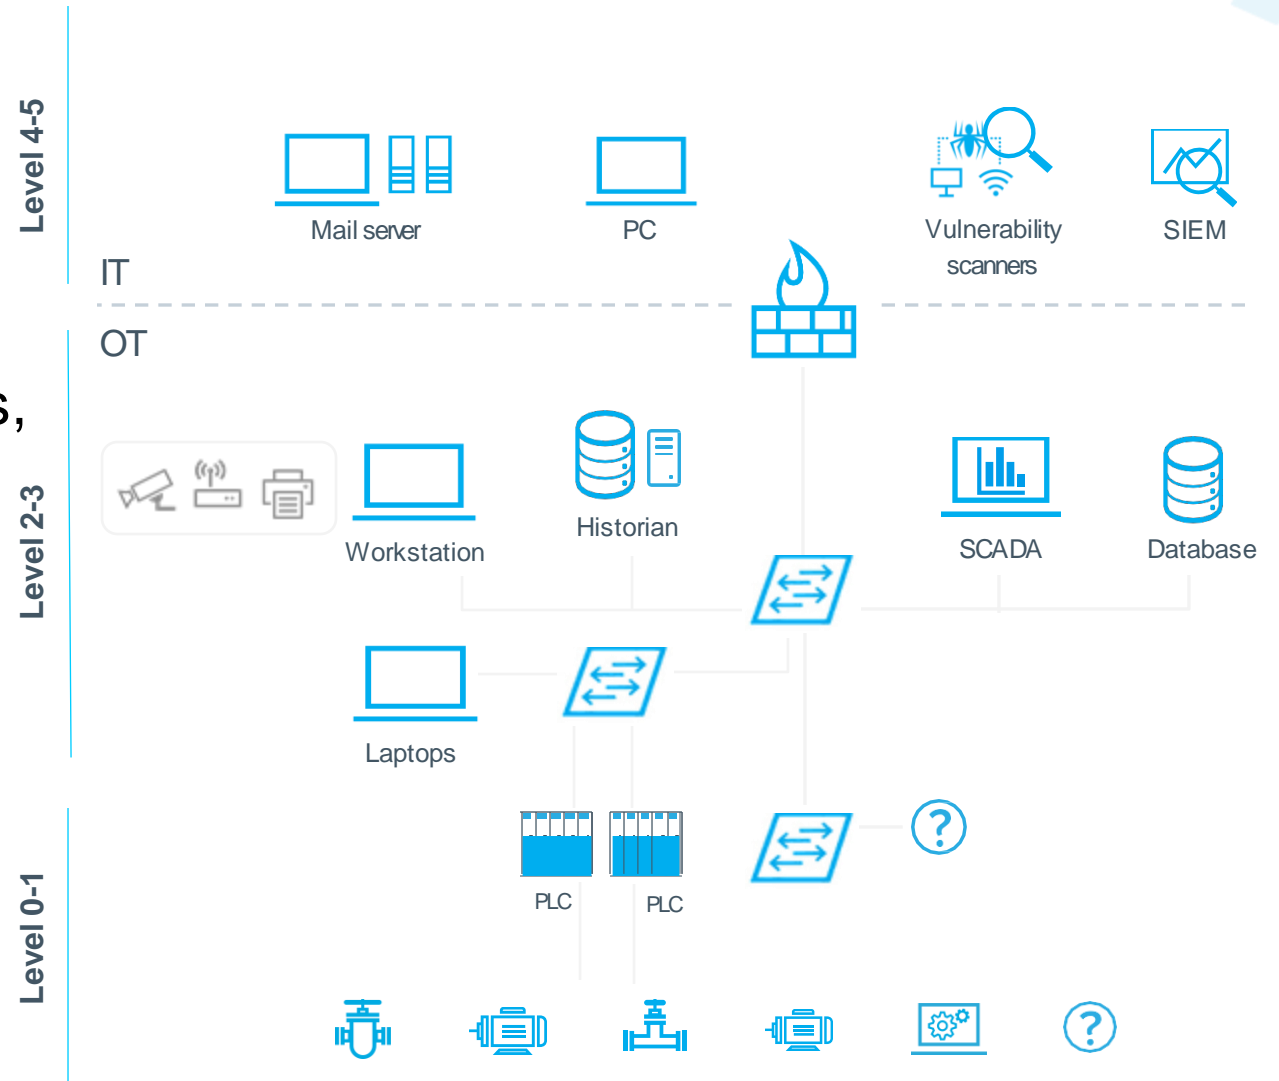 Level 4-5
Mail server
PC
Vulnerability
scanners
SIEM
IT
OT
s,
Level 2-3
Workstation
Historian
SCADA
Database
Laptops
Level 0-1
PLC
PLC
?
?